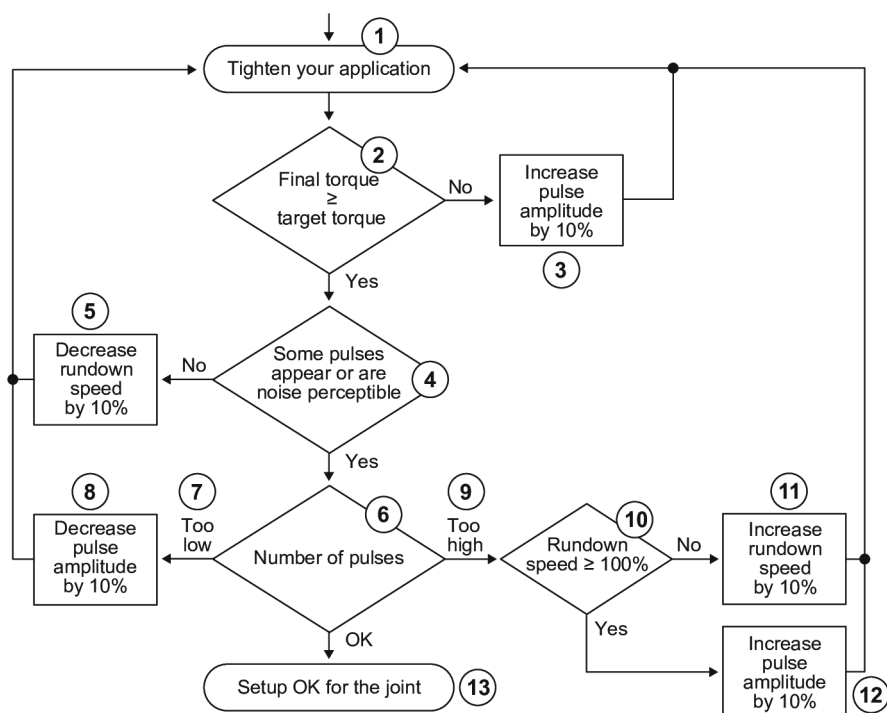 1
Tighten your application
2
Final torque
≥
target torque
No
Increase
pulse
amplitude
by 10%
3
Yes
5
Decrease
rundown
speed
by 10%
No
Some pulses
appear or are
noise perceptible
4
Yes
8
Decrease
pulse
amplitude
by 10%
7
Too
low
6
Number of pulses
9
Too
high
10
Rundown
speed ≥ 100%
No
11
Increase
rundown
speed
by 10%
OK
Yes
Increase
pulse
amplitude
by 10%
12
Setup OK for the joint
13